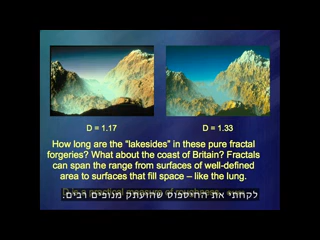 D = 1.17
D = 1.33
How long are the “lakesides” in these pure fractal
forgeries? What about the coast of Britain? Fractals
can span the range from surfaces of well-defined
area to surfaces that fill space – like the lung.
לקחתי את החיספוס שהועתק מנופים רבים.